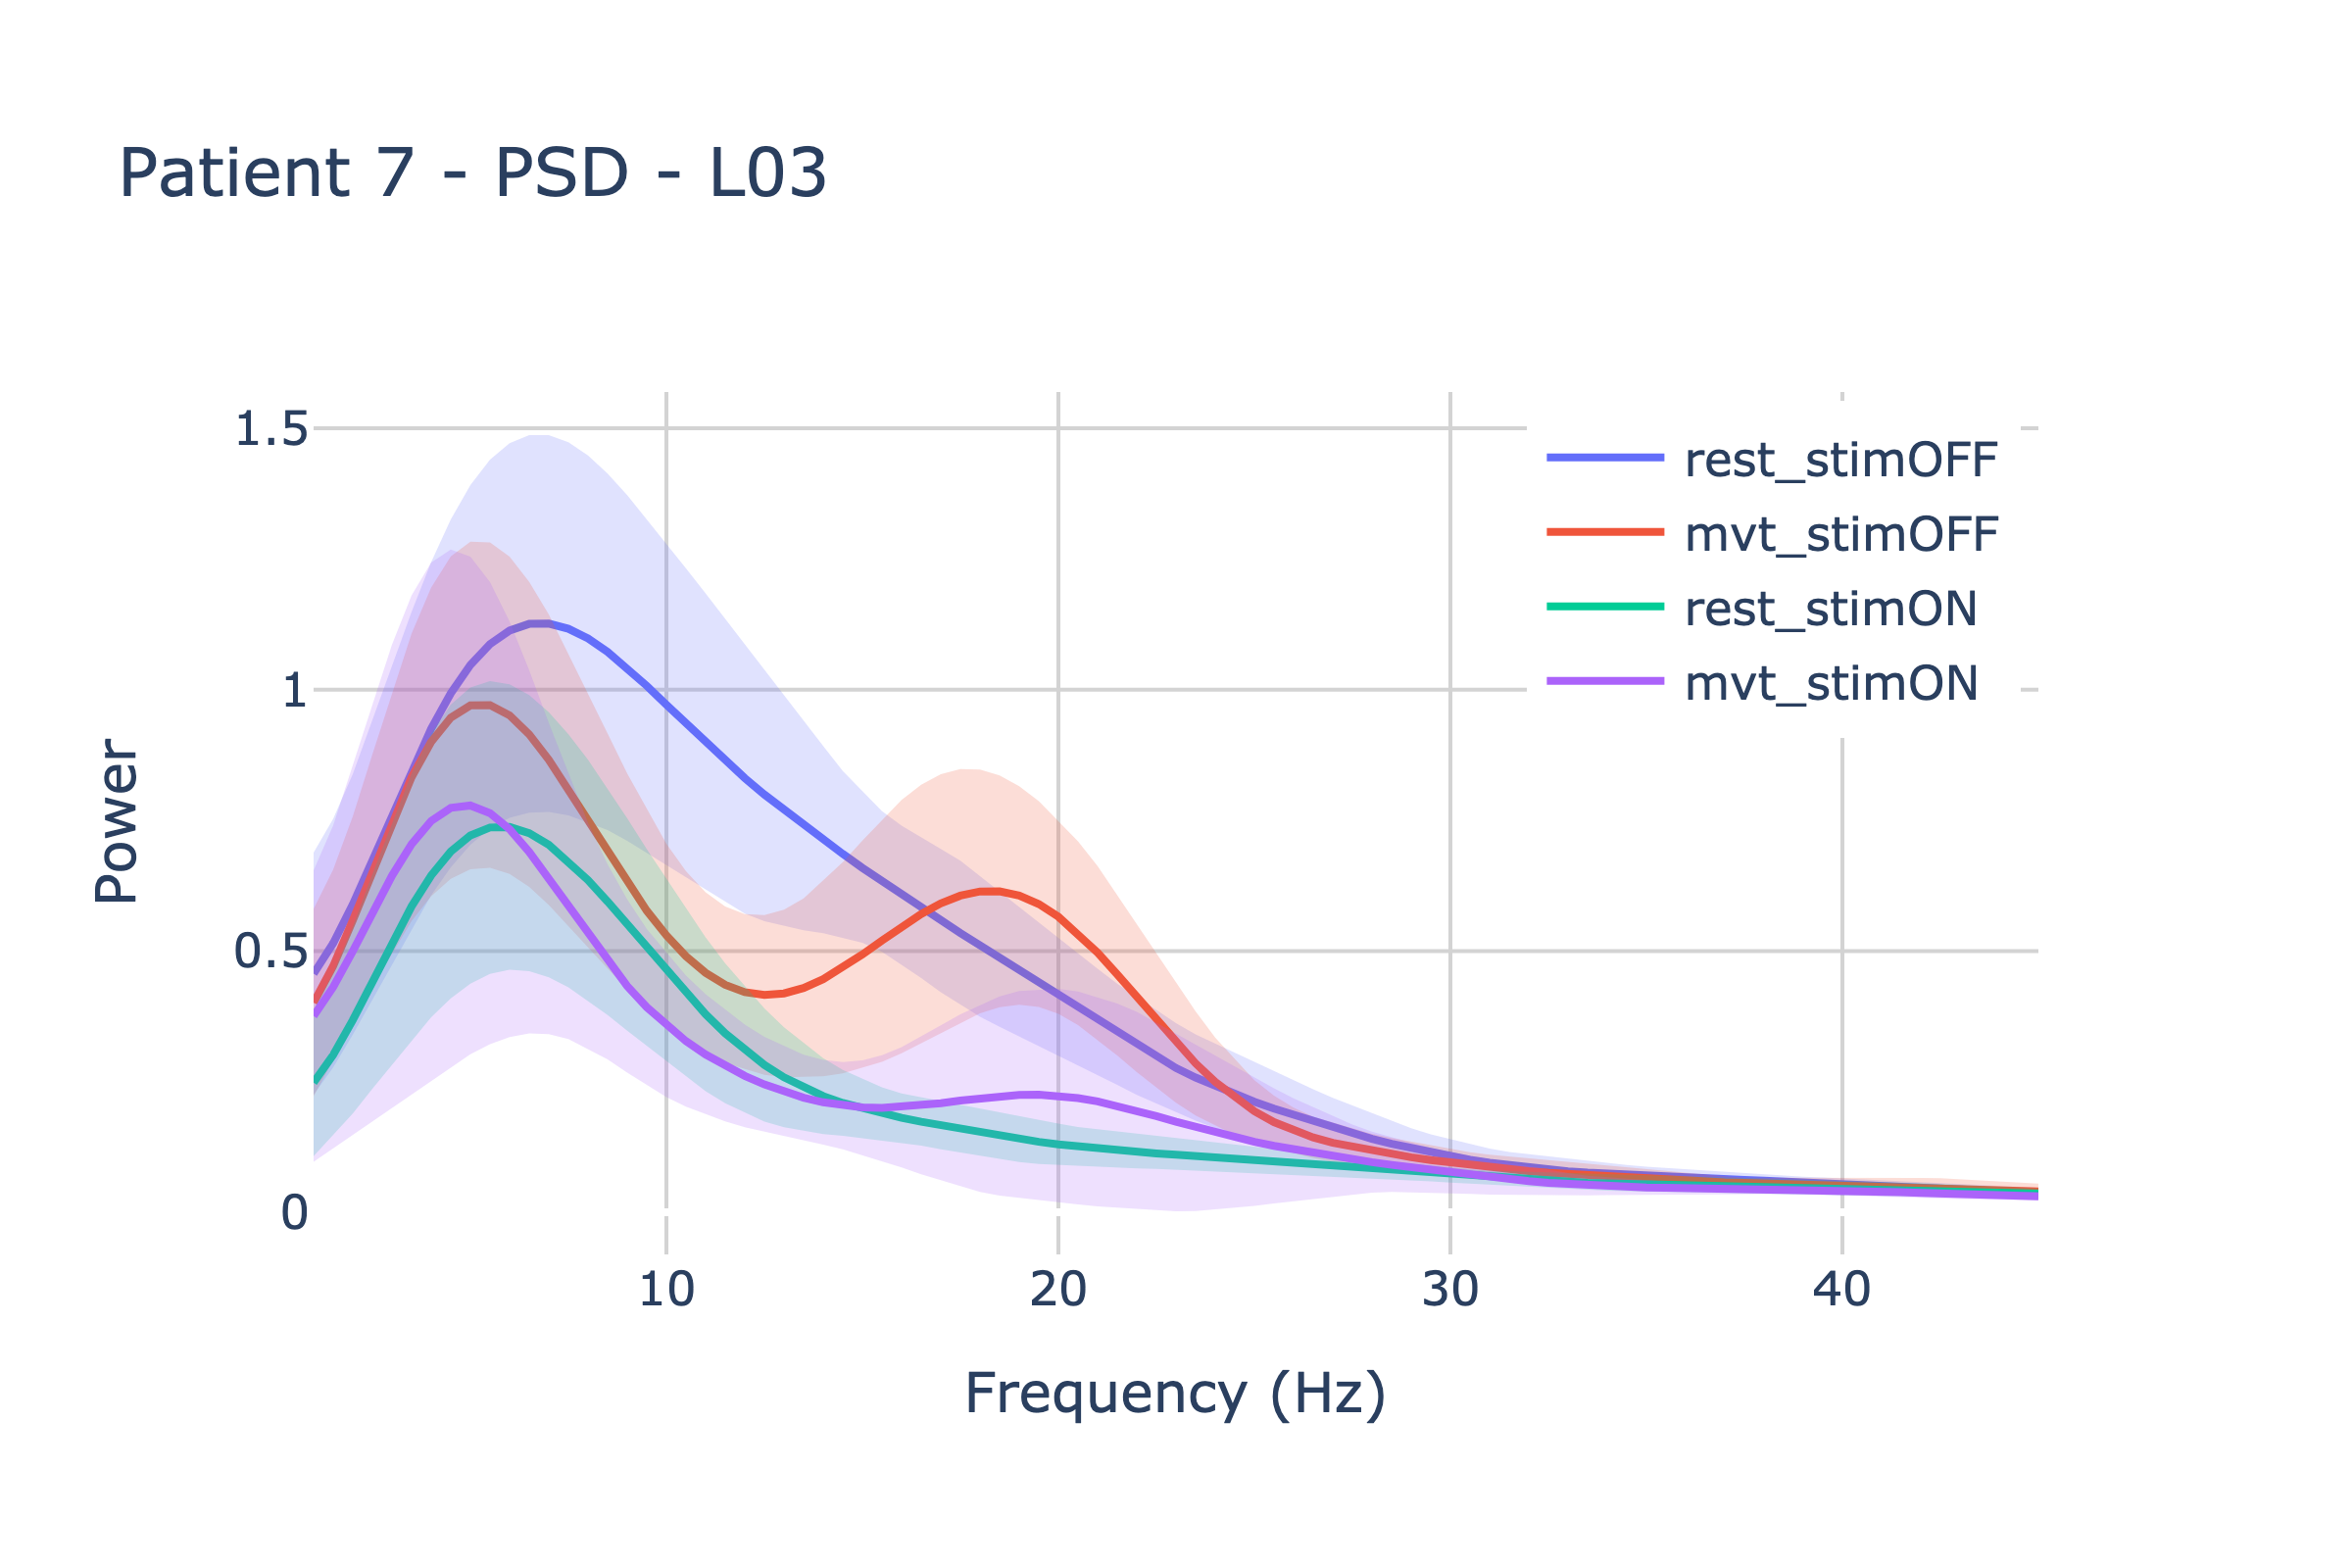 Patient 7 - PSD - L03
1.5
1
0.5
0
Power
rest_stimOFF
mvt_stimOFF
rest_stimON
mvt_stimON
10 20 30 40
Frequency (Hz)